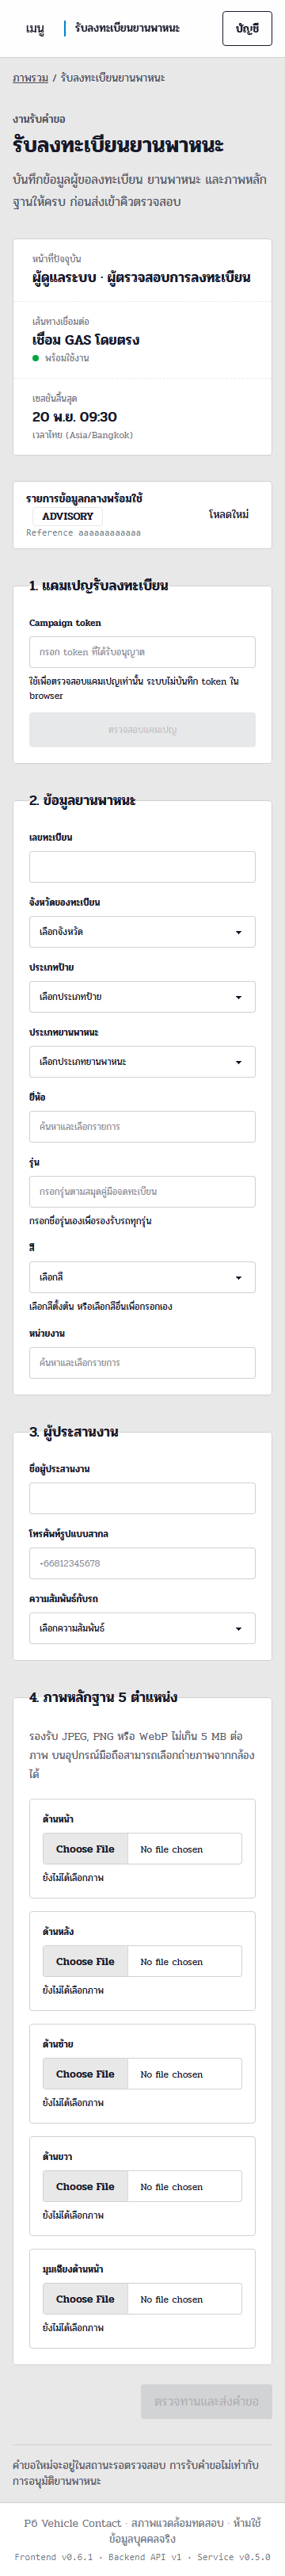 เมนู
รับลงทะเบียนยานพาหนะ
บัญชี
ภาพรวม / รับลงทะเบียนยานพาหนะ
งานรับคำขอ
รับลงทะเบียนยานพาหนะ
บันทึกข้อมูลผู้ขอลงทะเบียน ยานพาหนะ และภาพหลัก
ฐานให้ครบ ก่อนส่งเข้าคิวตรวจสอบ
หน้าที่ปัจจุบัน
ผู้ดูแลระบบ · ผู้ตรวจสอบการลงทะเบียน
เส้นทางเชื่อมต่อ
เชื่อม GAS โดยตรง
พร้อมใช้งาน
เซสชันสิ้นสุด
20 พ.ย. 09:30
เวลาไทย (Asia/Bangkok)
รายการข้อมูลกลางพร้อมใช้
ADVISORY
Reference aaaaaaaaaaaa
โหลดใหม่
1. แคมเปญรับลงทะเบียน
Campaign token
กรอก token ที่ได้รับอนุญาต
ใช้เพื่อตรวจสอบแคมเปญเท่านั้น ระบบไม่บันทึก token ใน
browser
ตรวจสอบแคมเปญ
2. ข้อมูลยานพาหนะ
เลขทะเบียน
จังหวัดของทะเบียน
เลือกจังหวัด
ประเภทป้าย
เลือกประเภทป้าย
ประเภทยานพาหนะ
เลือกประเภทยานพาหนะ
ยี่ห้อ
ค้นหาและเลือกรายการ
รุ่น
กรอกรุ่นตามสมุดคู่มือจดทะเบียน
กรอกชื่อรุ่นเองเพื่อรองรับรถทุกรุ่น
สี
เลือกสี
เลือกสีตั้งต้น หรือเลือกสีอื่นเพื่อกรอกเอง
หน่วยงาน
ค้นหาและเลือกรายการ
3. ผู้ประสานงาน
ชื่อผู้ประสานงาน
โทรศัพท์รูปแบบสากล
+66812345678
ความสัมพันธ์กับรถ
เลือกความสัมพันธ์
4. ภาพหลักฐาน 5 ตำแหน่ง
รองรับ JPEG, PNG หรือ WebP ไม่เกิน 5 MB ต่อ
ภาพ บนอุปกรณ์มือถือสามารถเลือกถ่ายภาพจากกล้อง
ได้
ด้านหน้า
Choose File No file chosen
ยังไม่ได้เลือกภาพ
ด้านหลัง
Choose File No file chosen
ยังไม่ได้เลือกภาพ
ด้านซ้าย
Choose File No file chosen
ยังไม่ได้เลือกภาพ
ด้านขวา
Choose File No file chosen
ยังไม่ได้เลือกภาพ
มุมเฉียงด้านหน้า
Choose File No file chosen
ยังไม่ได้เลือกภาพ
ตรวจทานและส่งคำขอ
คำขอใหม่จะอยู่ในสถานะรอตรวจสอบ การรับคำขอไม่เท่ากับ
การอนุมัติยานพาหนะ
P6 Vehicle Contact · สภาพแวดล้อมทดสอบ · ห้ามใช้
ข้อมูลบุคคลจริง
Frontend v0.6.1 · Backend API v1 · Service v0.5.0